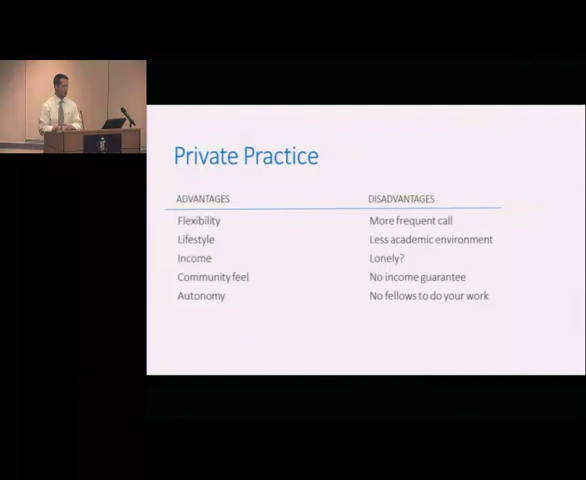 Private Practice
ADVANTAGES DISADVANTAGES
Flexibility More frequent call
Lifestyle Less academic environment
Income Lonely?
Community feel No income guarantee
Autonomy No fellows to do your work